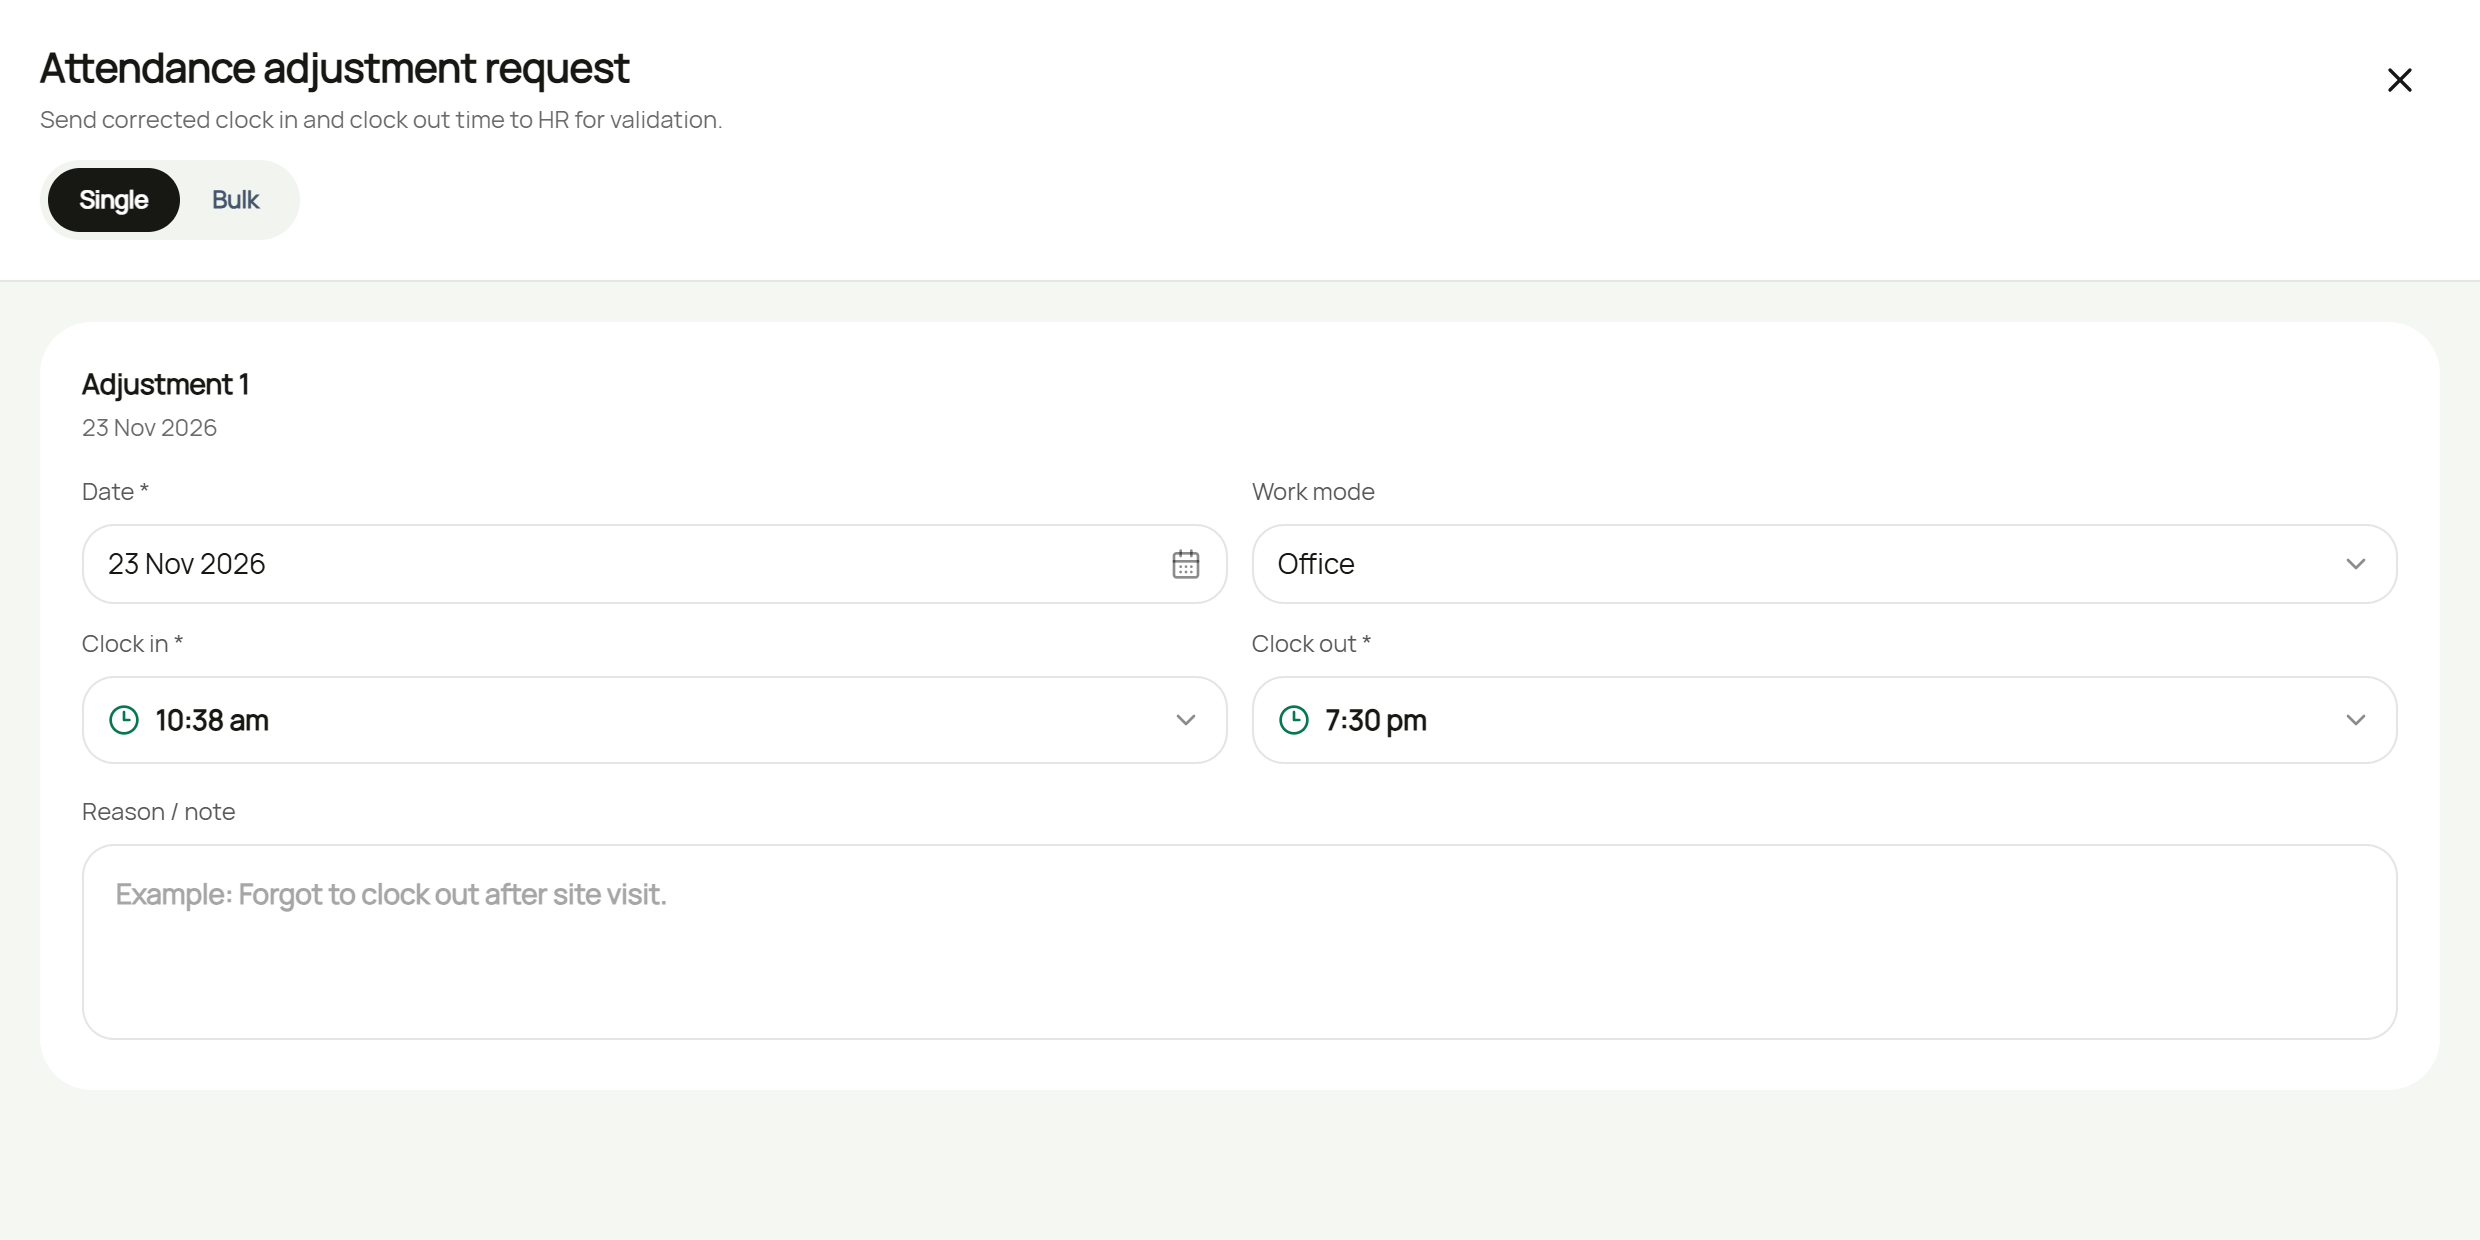 Attendance adjustment request
Send corrected clock in and clock out time to HR for validation.
Single Bulk
Adjustment 1
23 Nov 2026
Date * Work mode
23 Nov 2026 Office
Clock in * Clock out *
10:38 am 7:30 pm
Reason / note
Example: Forgot to clock out after site visit.